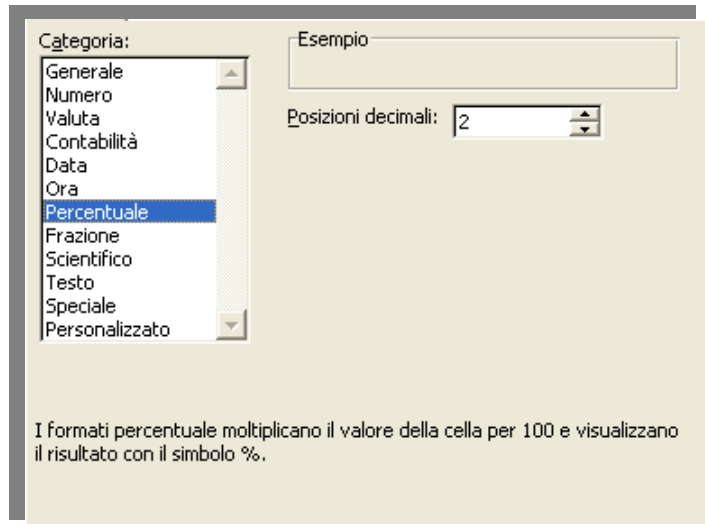 Categoria:
Generale
Numero
Valuta
Contabilità
Data
Ora
Percentuale
Frazione
Scientifico
Testo
Speciale
Personalizzato
Esempio
Posizioni decimali: 2
I formati percentuale moltiplicano il valore della cella per 100 e visualizzano
il risultato con il simbolo %.